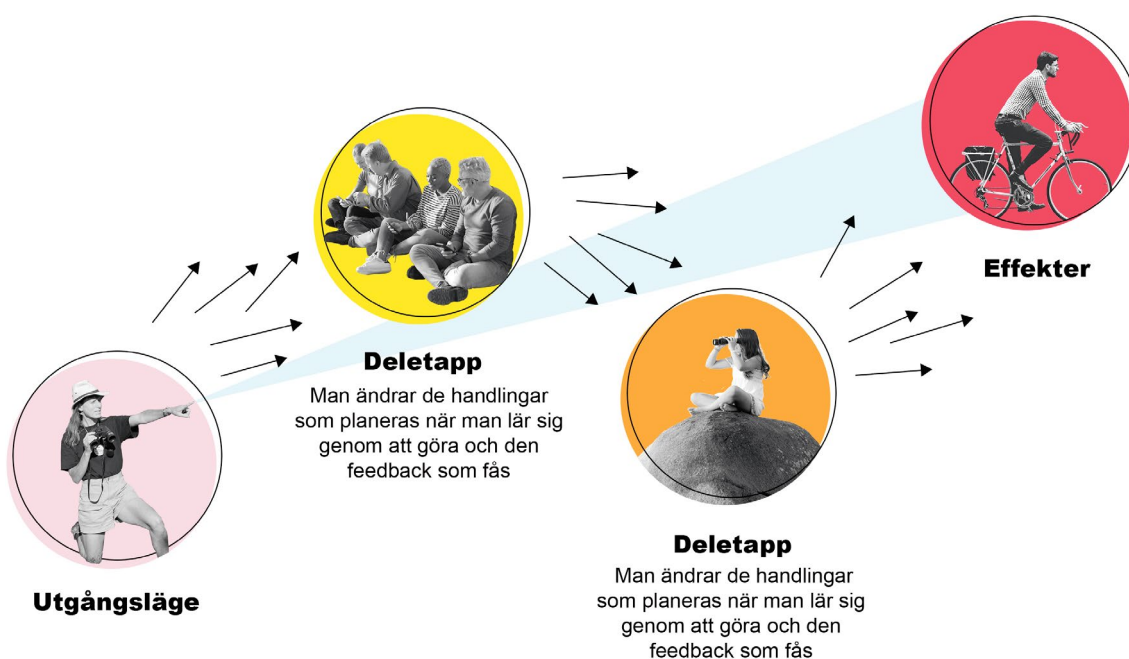 Utgångsläge
Deletapp
Man ändrar de handlingar
som planeras när man lär sig
genom att göra och den
feedback som fås
Deletapp
Man ändrar de handlingar
som planeras när man lär sig
genom att göra och den
feedback som fås
Effekter